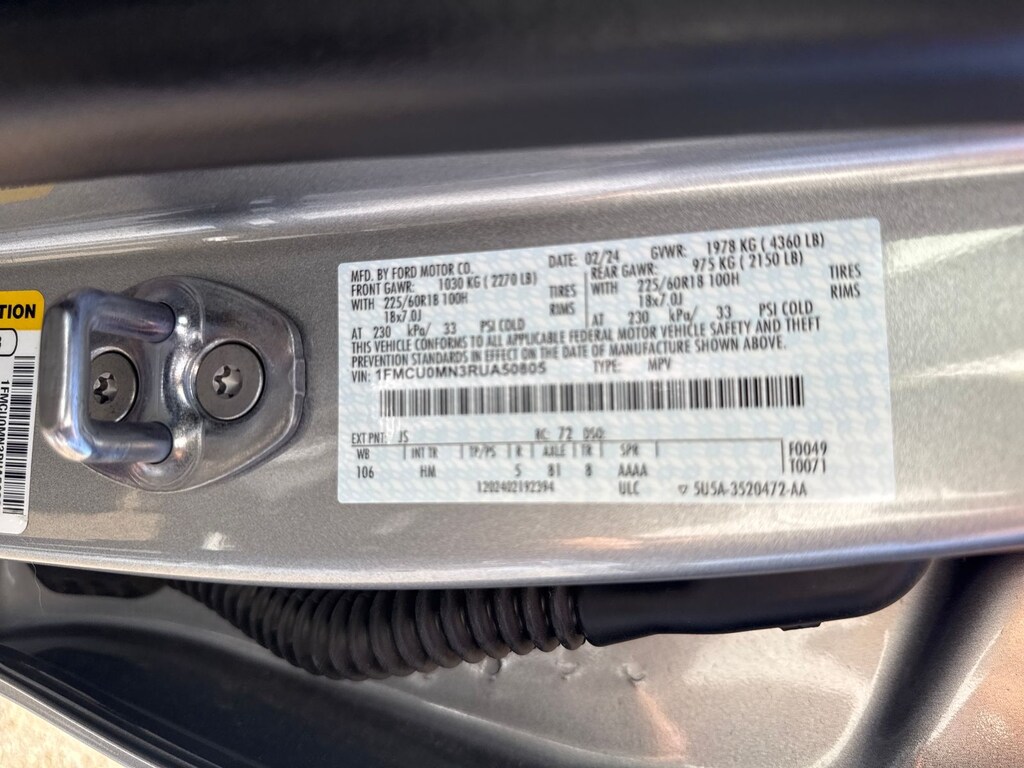 MFD. BY FORD MOTOR CO.
DATE: 02/24 GVWR: 1978 KG ( 4360 LB)
FRONT GAWR: 1030 KG ( 2270 LB)
WITH 225/60R18 100H TIRES
18x7.0J RIMS
AT 230 kPa/ 33 PSI COLD
REAR GAWR: 975 KG ( 2150 LB)
WITH 225/60R18 100H TIRES
18x7.0J RIMS
AT 230 kPa/ 33 PSI COLD
THIS VEHICLE CONFORMS TO ALL APPLICABLE FEDERAL MOTOR VEHICLE SAFETY AND THEFT
PREVENTION STANDARDS IN EFFECT ON THE DATE OF MANUFACTURE SHOWN ABOVE.
VIN: 1FMCU0MN3RUA50805 TYPE: MPV
EXT PNT: JS RC: 72 DSO:
WB INT TR TP/PS R AXLE TR SPR F0049
106 HM 5 81 8 AAAA T0071
1202402192394 ULC 5U5A-3520472-AA
TION